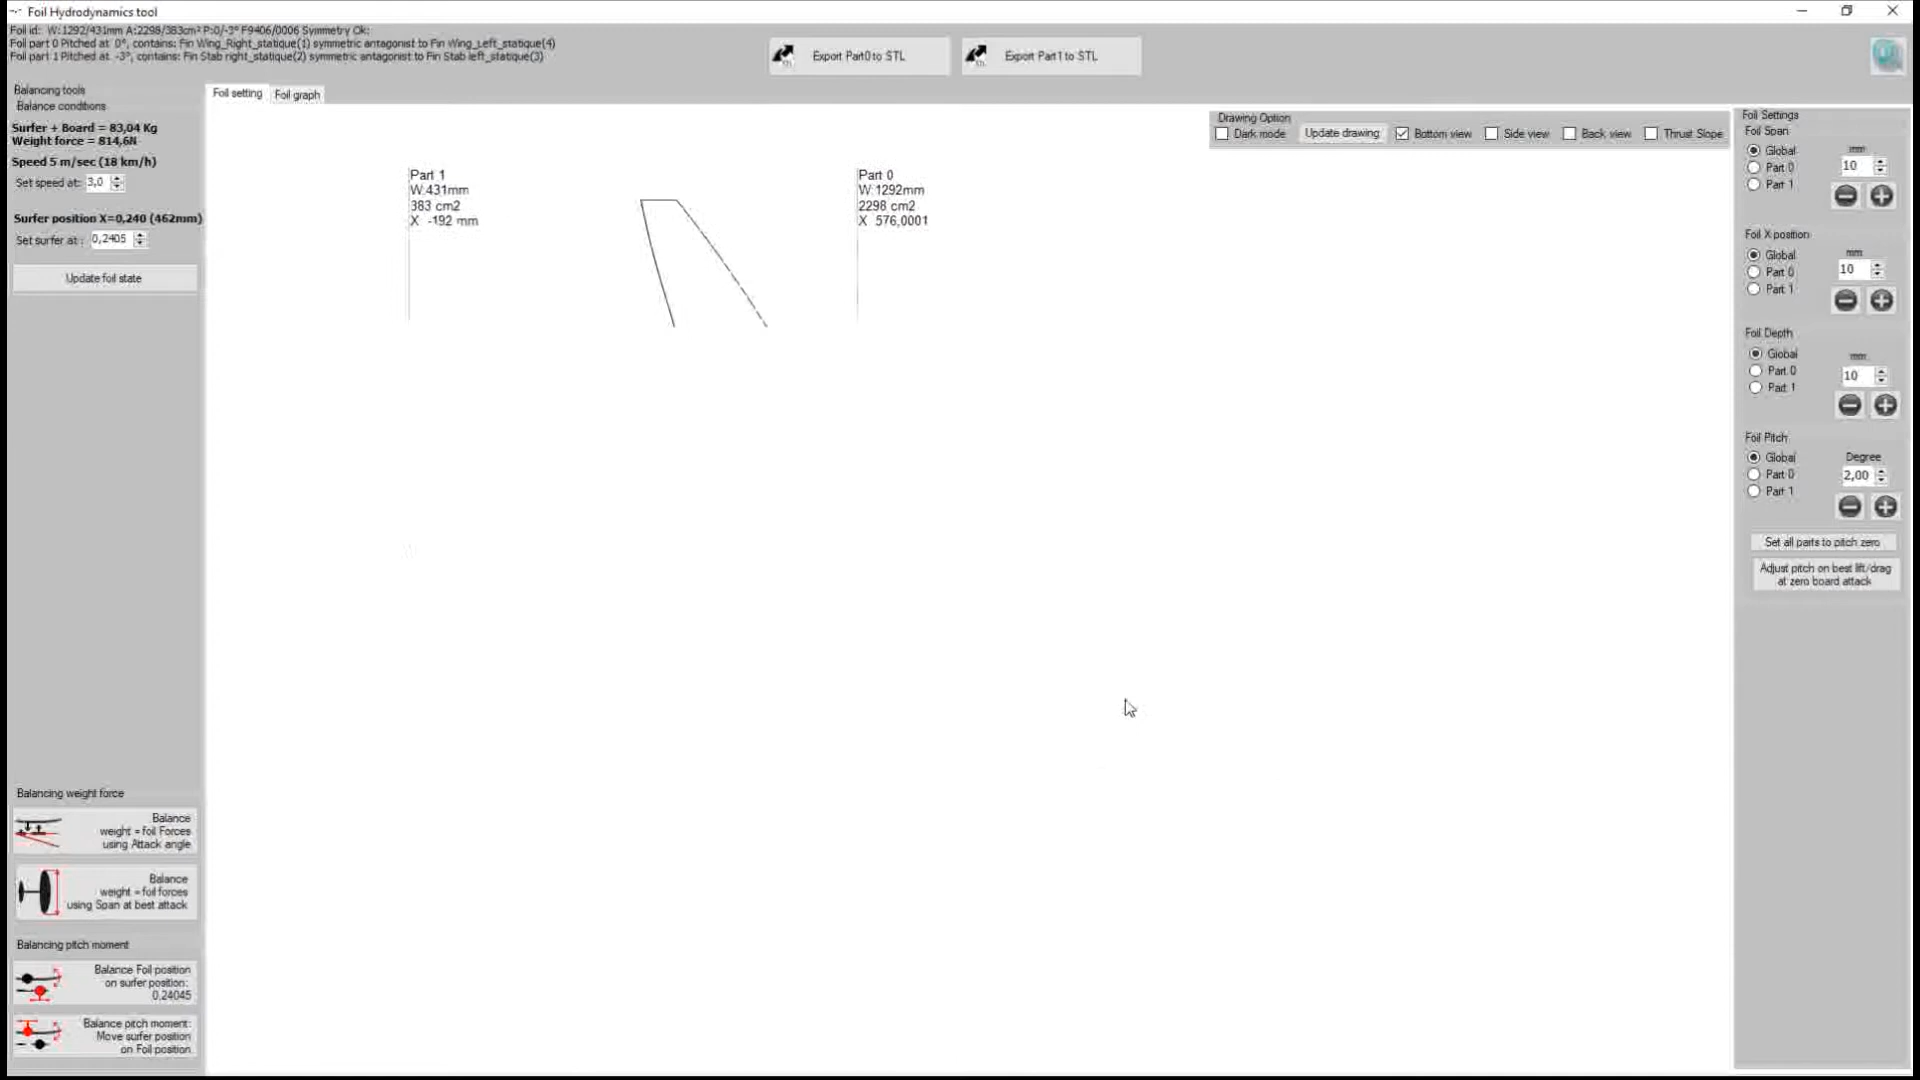 Foil Hydrodynamics tool
Foil id: W:1292/431mm A:2298/383cm² P:0/-3° F9406/0006 Symmetry Ok:
Foil part 0 Pitched at 0°, contains: Fin Wing_Right_statique(1) symmetric antagonist to Fin Wing_Left_statique(4)
Foil part 1 Pitched at -3°, contains: Fin Stab right_statique(2) symmetric antagonist to Fin Stab left_statique(3)
Export Part0 to STL
Export Part1 to STL
Balancing tools
Balance conditions
Surfer + Board = 83,04 Kg
Weight force = 814,6N
Speed 5 m/sec (18 km/h)
Set speed at: 3,0
Surfer position X=0,240 (462mm)
Set surfer at : 0,2405
Update foil state
Foil setting
Foil graph
Drawing Option
Dark mode
Update drawing
Bottom view
Side view
Back view
Thrust Slope
Part 1
W:431mm
383 cm2
X -192 mm
Part 0
W:1292mm
2298 cm2
X 576,0001
Foil Settings
Foil Span
Global
Part 0
Part 1
mm
10
Foil X position
Global
Part 0
Part 1
mm
10
Foil Depth
Global
Part 0
Part 1
mm
10
Foil Pitch
Global
Part 0
Part 1
Degree
2,00
Set all parts to pitch zero
Adjust pitch on best lift/drag
at zero board attack
Balancing weight force
Balance
weight = foil Forces
using Attack angle
Balance
weight = foil forces
using Span at best attack
Balancing pitch moment
Balance Foil position
on surfer position:
0,24045
Balance pitch moment:
Move surfer position
on Foil position